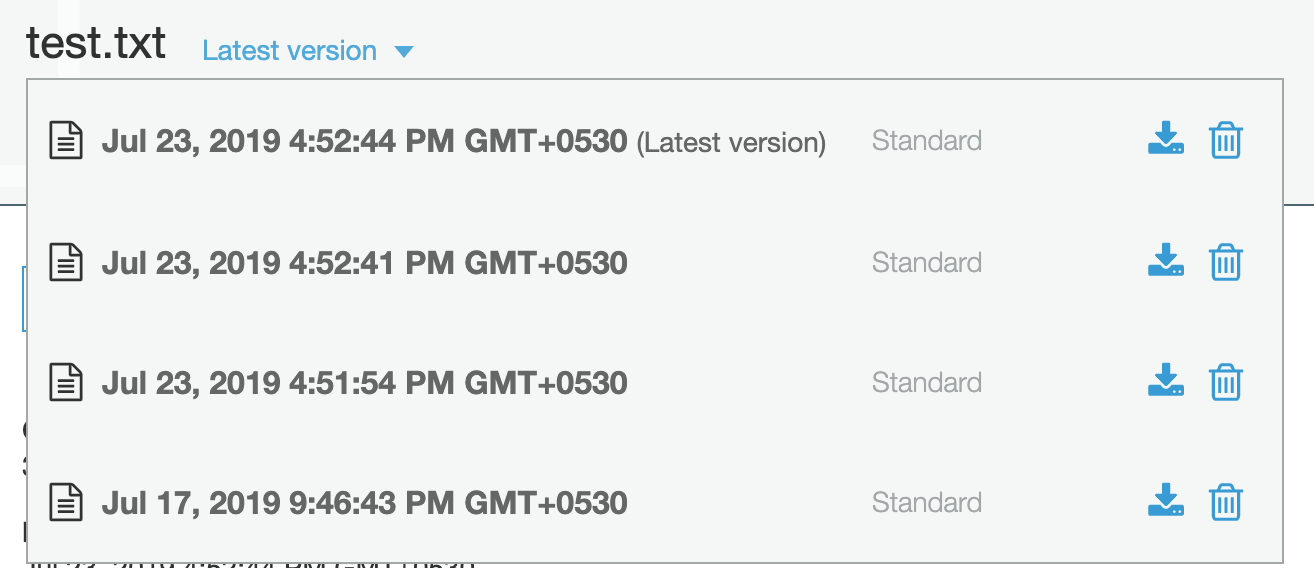 test.txt Latest version
Jul 23, 2019 4:52:44 PM GMT+0530 (Latest version) Standard
Jul 23, 2019 4:52:41 PM GMT+0530 Standard
Jul 23, 2019 4:51:54 PM GMT+0530 Standard
Jul 17, 2019 9:46:43 PM GMT+0530 Standard